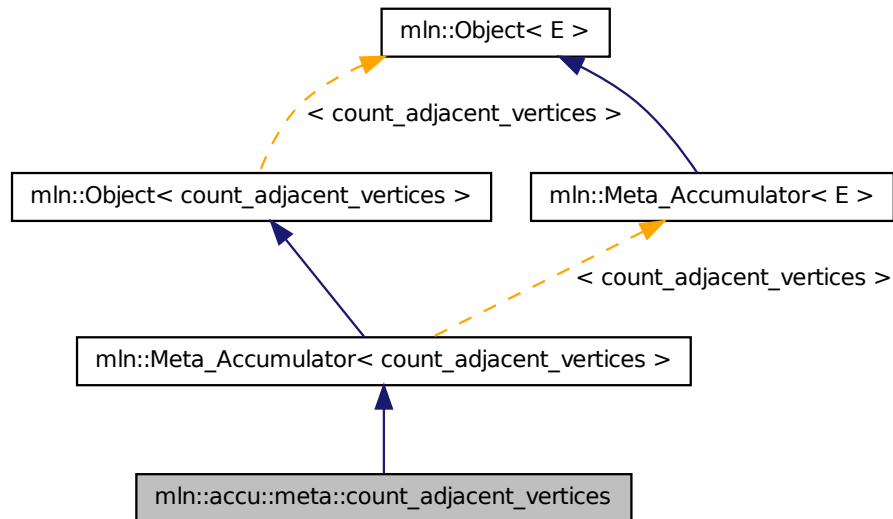 mln::Object< E >
< count_adjacent_vertices >
mln::Object< count_adjacent_vertices >
mln::Meta_Accumulator< E >
< count_adjacent_vertices >
mln::Meta_Accumulator< count_adjacent_vertices >
mln::accu::meta::count_adjacent_vertices